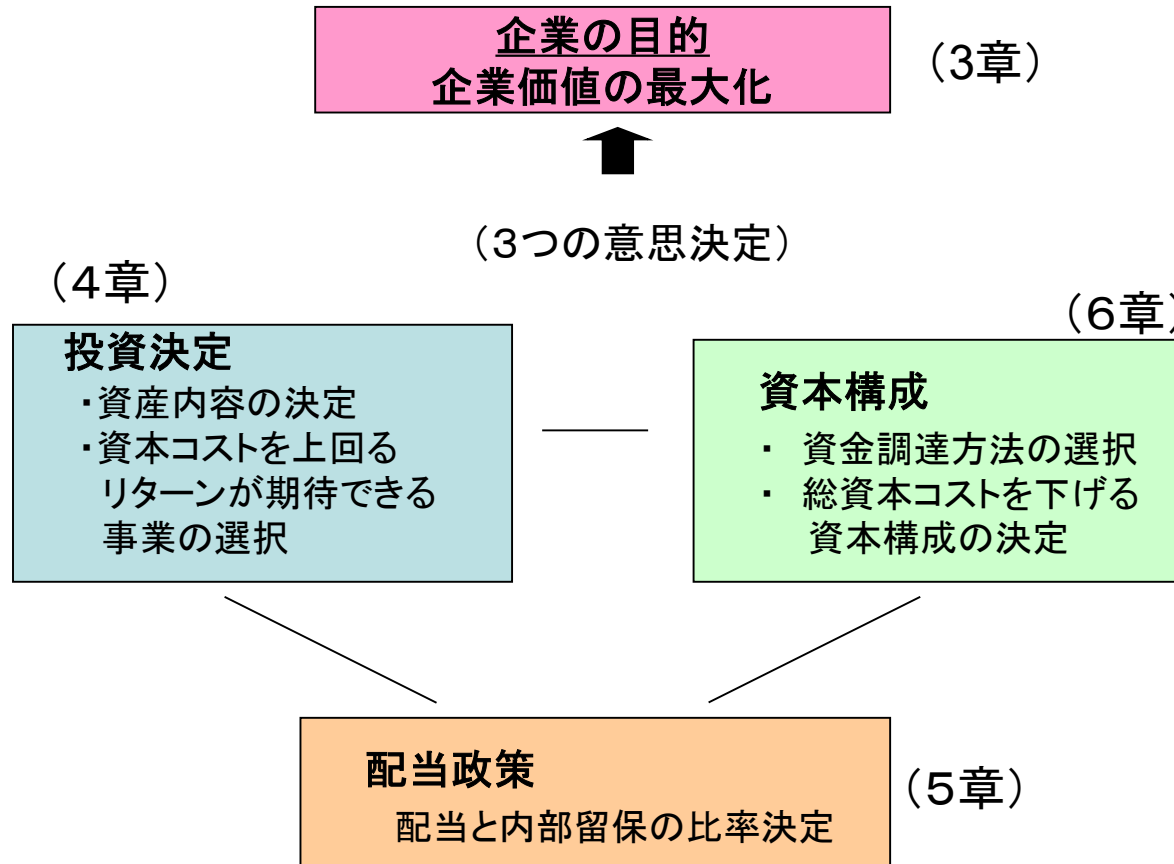 企業の目的
企業価値の最大化
（3章）
（3つの意思決定）
（4章）
投資決定
・資産内容の決定
・資本コストを上回る
リターンが期待できる
事業の選択
（6章）
資本構成
・ 資金調達方法の選択
・ 総資本コストを下げる
資本構成の決定
配当政策
配当と内部留保の比率決定
（5章）